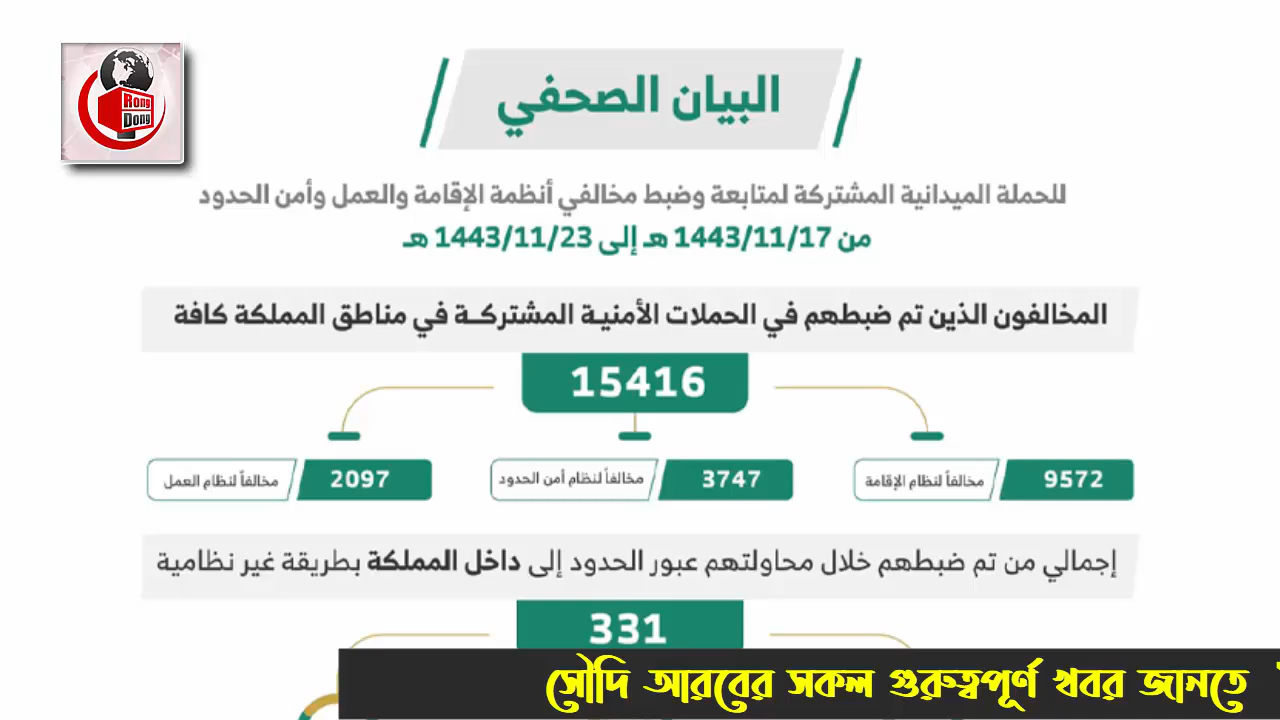 Rong
Dong
البيان الصحفي
للحملة الميدانية المشتركة لمتابعة وضبط مخالفي أنظمة الإقامة والعمل وأمن الحدود
من 1443/11/17 هـ إلى 1443/11/23 هـ
المخالفون الذين تم ضبطهم في الحملات الأمنيـة المشتركــة في مناطق المملكة كافة
15416
9572 مخالفاً لنظام الإقامة
3747 مخالفاً لنظام أمن الحدود
2097 مخالفاً لنظام العمل
إجمالي من تم ضبطهم خلال محاولتهم عبور الحدود إلى داخل المملكة بطريقة غير نظامية
331
সৌদি আরবের সকল গুরুত্বপূর্ণ খবর জানতে